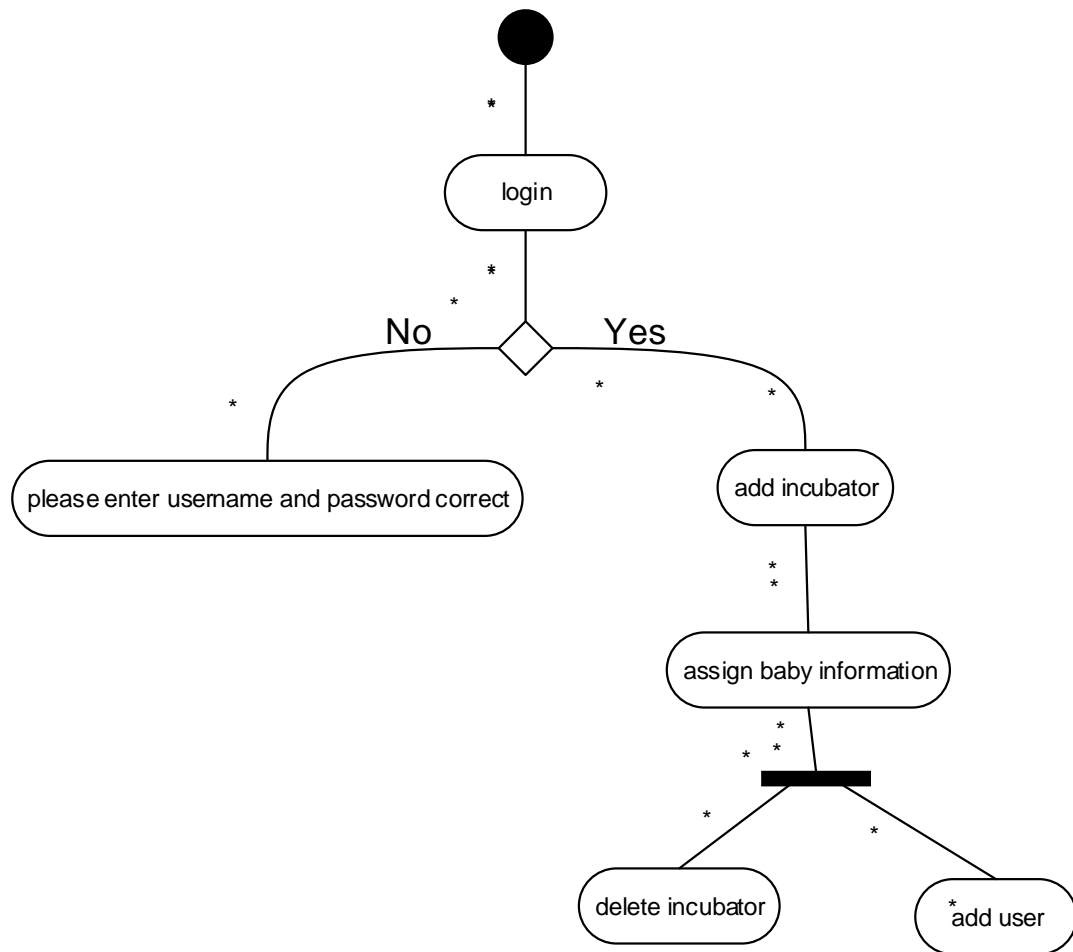 *
login
*
*
No
Yes
*
*
*
please enter username and password correct
add incubator
*
*
assign baby information
*
*
*
*
*
delete incubator
*
add user